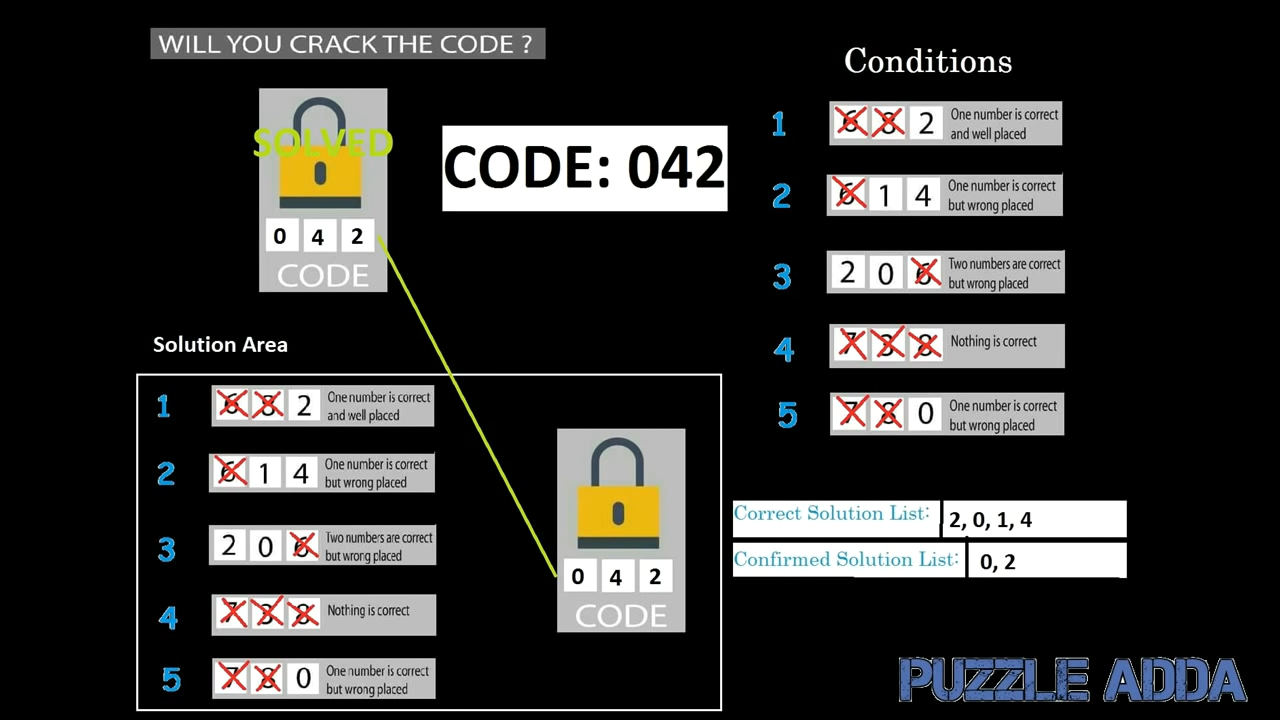 WILL YOU CRACK THE CODE ?
SOLVED
0 4 2
CODE
CODE: 042
Conditions
1
6 8 2
One number is correct
and well placed
2
6 1 4
One number is correct
but wrong placed
3
2 0 6
Two numbers are correct
but wrong placed
4
7 3 8
Nothing is correct
5
7 8 0
One number is correct
but wrong placed
Solution Area
1
6 8 2
One number is correct
and well placed
2
6 1 4
One number is correct
but wrong placed
3
2 0 6
Two numbers are correct
but wrong placed
4
7 3 8
Nothing is correct
5
7 8 0
One number is correct
but wrong placed
0 4 2
CODE
Correct Solution List: 2, 0, 1, 4
Confirmed Solution List: 0, 2
PUZZLE ADDA